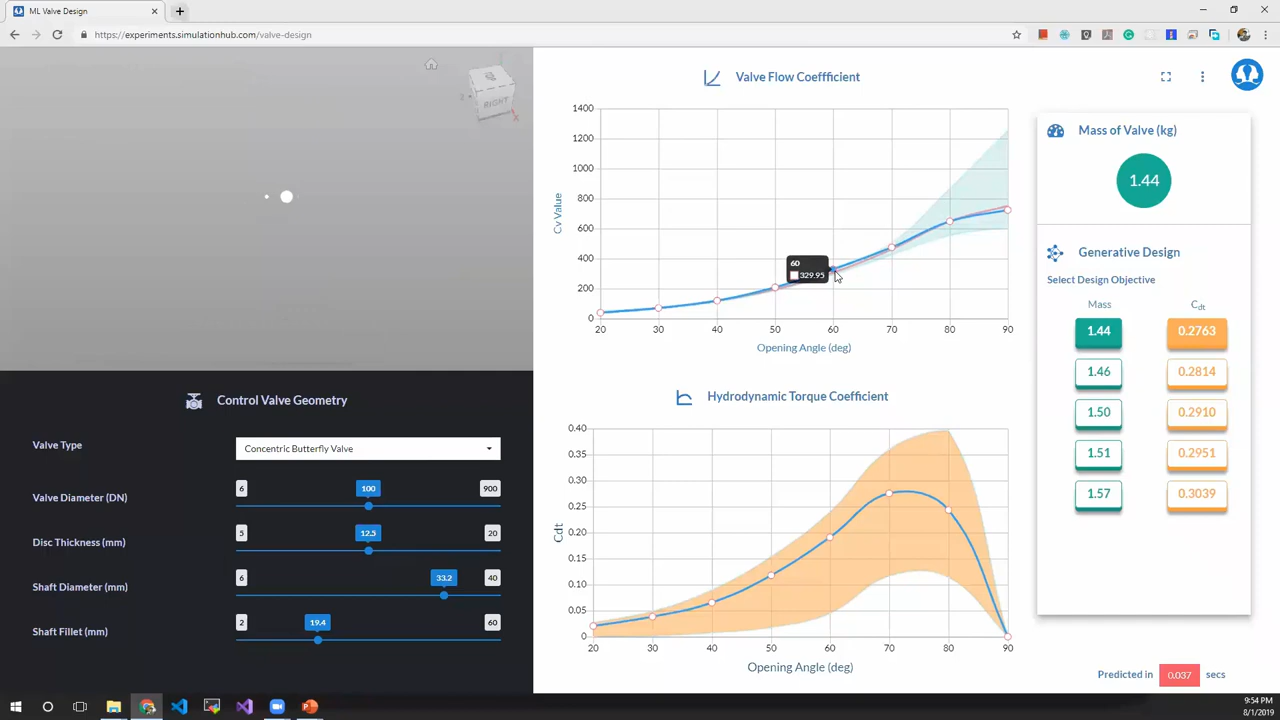 ML Valve Design
https://experiments.simulationhub.com/valve-design
RIGHT
X
Valve Flow Coeffficient
1400
1200
1000
800
600
400
200
0
Cv Value
60
329.95
20 30 40 50 60 70 80 90
Opening Angle (deg)
Hydrodynamic Torque Coefficient
0.40
0.35
0.30
0.25
0.20
0.15
0.10
0.05
0
Cdt
20 30 40 50 60 70 80 90
Opening Angle (deg)
Mass of Valve (kg)
1.44
Generative Design
Select Design Objective
Mass Cdt
1.44 0.2763
1.46 0.2814
1.50 0.2910
1.51 0.2951
1.57 0.3039
Predicted in 0.037 secs
Control Valve Geometry
Valve Type Concentric Butterfly Valve
Valve Diameter (DN) 6 100 900
Disc Thickness (mm) 5 12.5 20
Shaft Diameter (mm) 6 33.2 40
Shaft Fillet (mm) 2 19.4 60
9:54 PM
8/1/2019